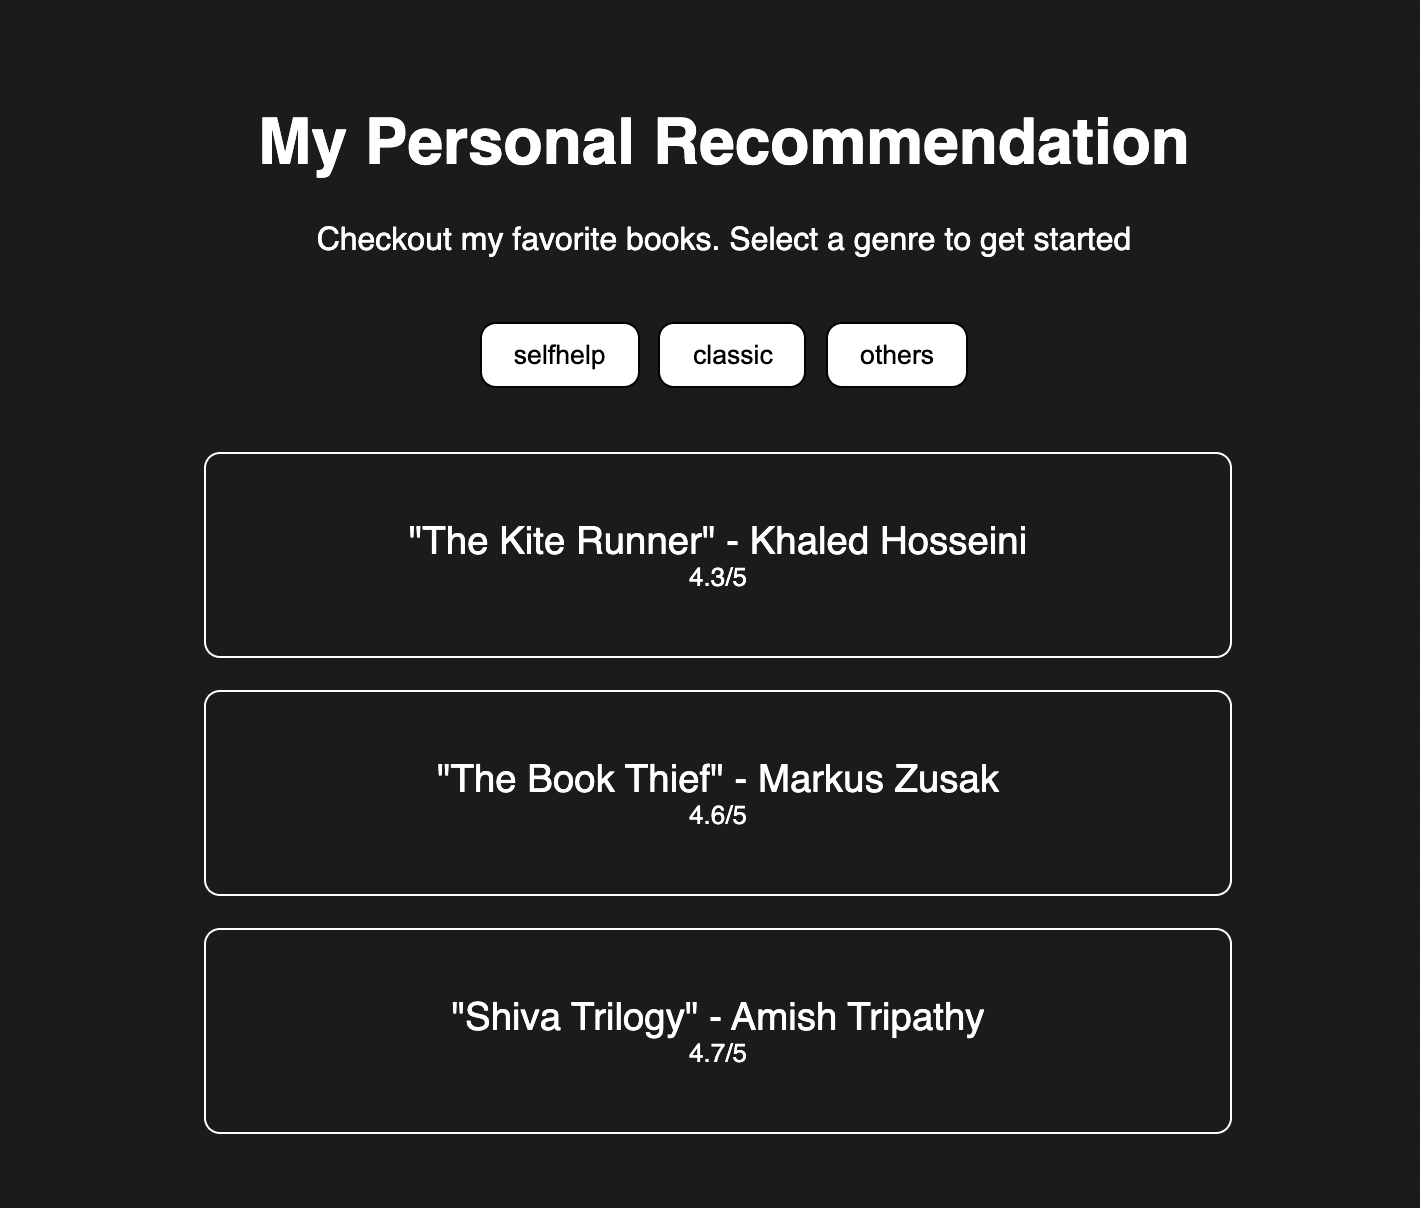 My Personal Recommendation
Checkout my favorite books. Select a genre to get started
selfhelp classic others
"The Kite Runner" - Khaled Hosseini
4.3/5
"The Book Thief" - Markus Zusak
4.6/5
"Shiva Trilogy" - Amish Tripathy
4.7/5